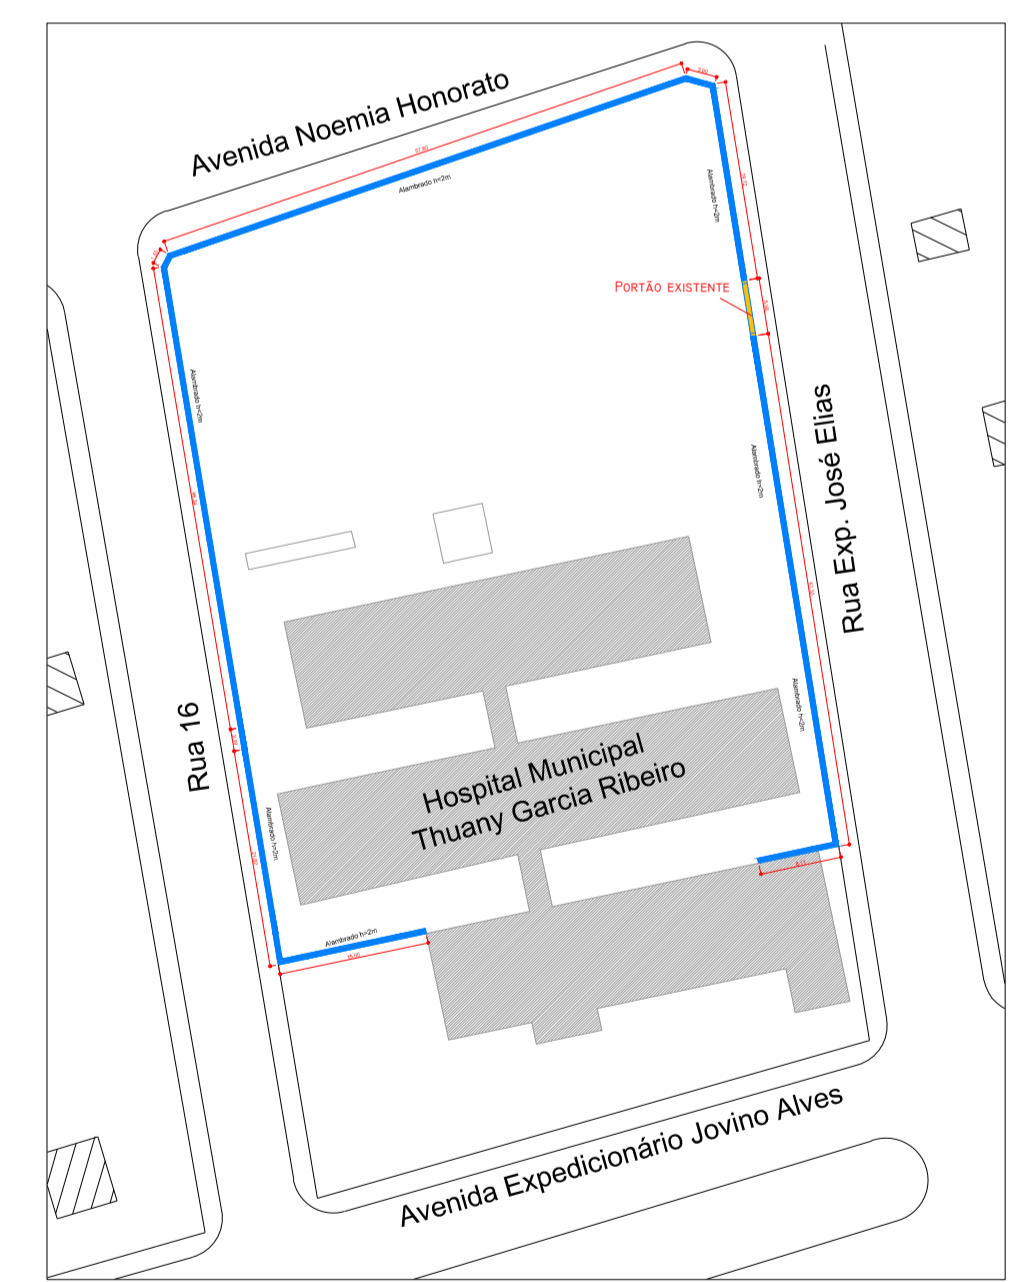 Avenida Noemia Honorato
Alambrado h=2m
Alambrado h=2m
PORTÃO EXISTENTE
Alambrado h=2m
Rua Exp. José Elias
Alambrado h=2m
Alambrado h=2m
Rua 16
Hospital Municipal
Thuany Garcia Ribeiro
Alambrado h=2m
Alambrado h=2m
Avenida Expedicionário Jovino Alves